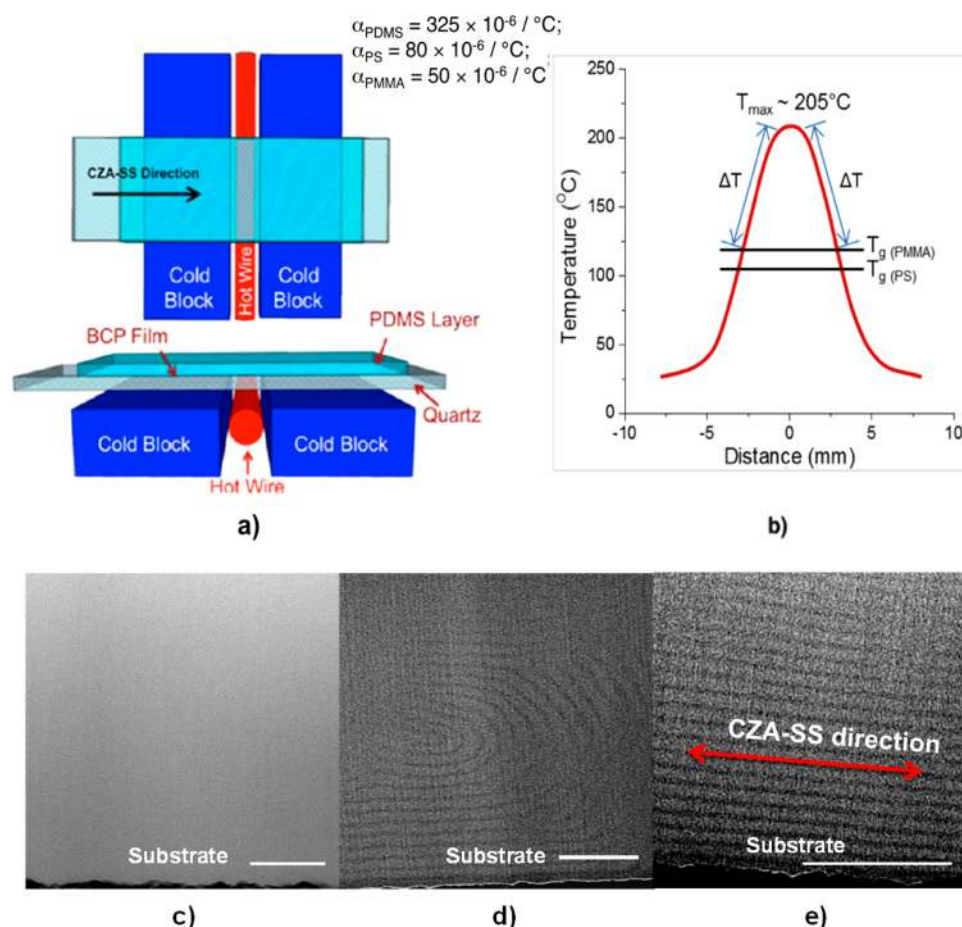 α_PDMS = 325 × 10⁻⁶ / °C;
α_PS = 80 × 10⁻⁶ / °C;
α_PMMA = 50 × 10⁻⁶ / °C
CZA-SS Direction
Cold Block
Hot Wire
Cold Block
BCP Film
PDMS Layer
Quartz
Cold Block
Cold Block
Hot Wire
a)
250
200
150
100
50
0
Temperature (°C)
T_max ~ 205°C
ΔT
ΔT
T_g (PMMA)
T_g (PS)
-10
-5
0
5
10
Distance (mm)
b)
Substrate
c)
Substrate
d)
CZA-SS direction
Substrate
e)